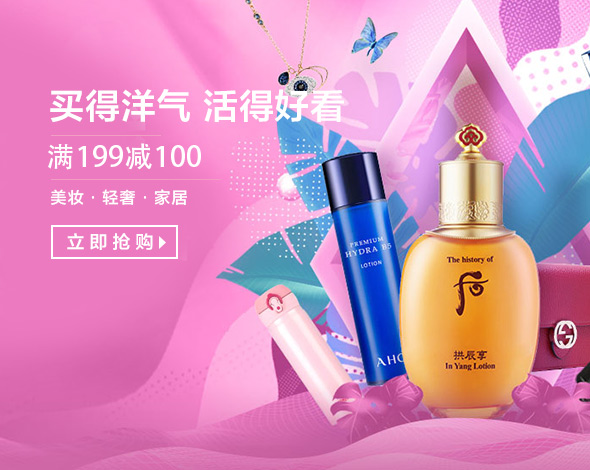 买得洋气 活得好看
满199减100
美妆·轻奢·家居
立即抢购
PREMIUM
HYDRA B5
LOTION
The history of
拱辰享
In Yang Lotion